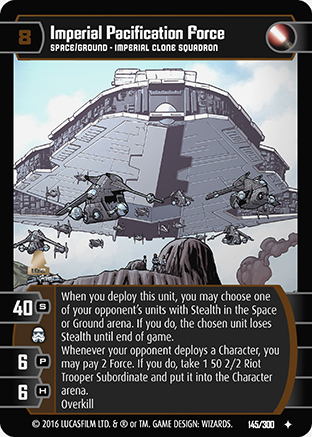 8
Imperial Pacification Force
SPACE/GROUND - IMPERIAL CLONE SQUADRON
40 S
6 P
6 H
When you deploy this unit, you may choose one
of your opponent's units with Stealth in the Space
or Ground arena. If you do, the chosen unit loses
Stealth until end of game.
Whenever your opponent deploys a Character, you
may pay 2 Force. If you do, take 1 50 2/2 Riot
Trooper Subordinate and put it into the Character
arena.
Overkill
© 2016 LUCASFILM LTD. & ® or TM. GAME DESIGN: WIZARDS.
145/300